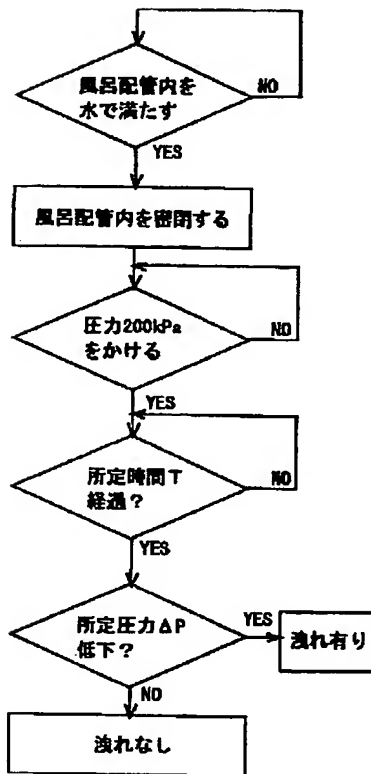 風呂配管内を
水で満たす
NO
YES
風呂配管内を密閉する
圧力200kPa
をかける
NO
YES
所定時間T
経過?
NO
YES
所定圧力ΔP
低下?
YES
洩れ有り
NO
洩れなし